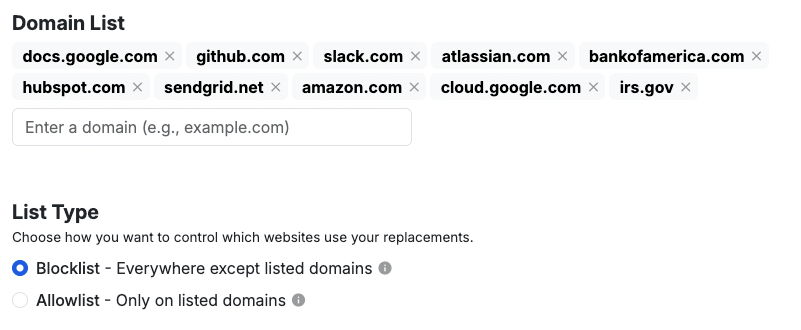 Domain List
docs.google.com × github.com × slack.com × atlassian.com × bankofamerica.com ×
hubspot.com × sendgrid.net × amazon.com × cloud.google.com × irs.gov ×
Enter a domain (e.g., example.com)
List Type
Choose how you want to control which websites use your replacements.
Blocklist - Everywhere except listed domains
Allowlist - Only on listed domains